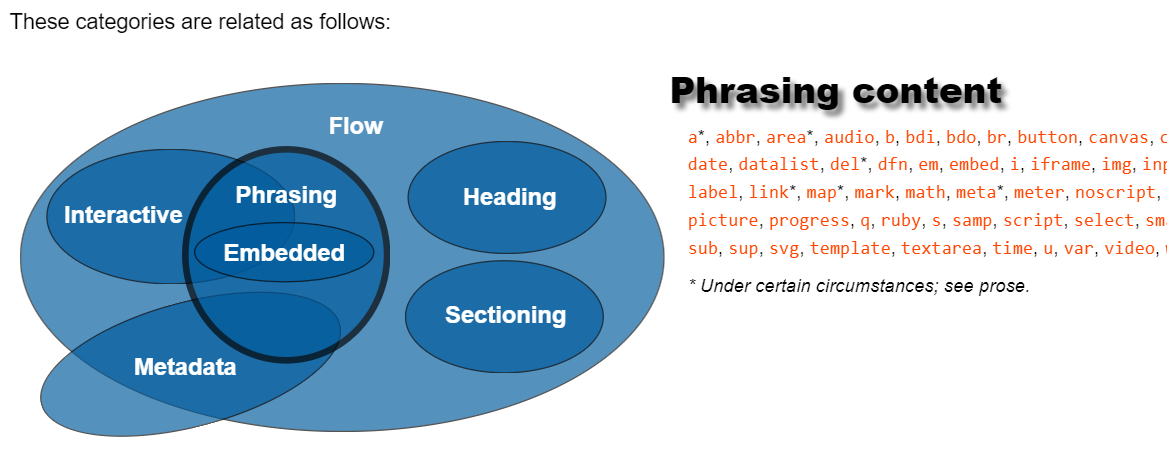 These categories are related as follows:
Flow
Phrasing
Interactive
Embedded
Metadata
Heading
Sectioning
Phrasing content
a*, abbr, area*, audio, b, bdi, bdo, br, button, canvas,
date, datalist, del*, dfn, em, embed, i, iframe, img,
label, link*, map*, mark, math, meta*, meter, noscript,
picture, progress, q, ruby, s, samp, script, select,
sub, sup, svg, template, textarea, time, u, var, video,
* Under certain circumstances; see prose.